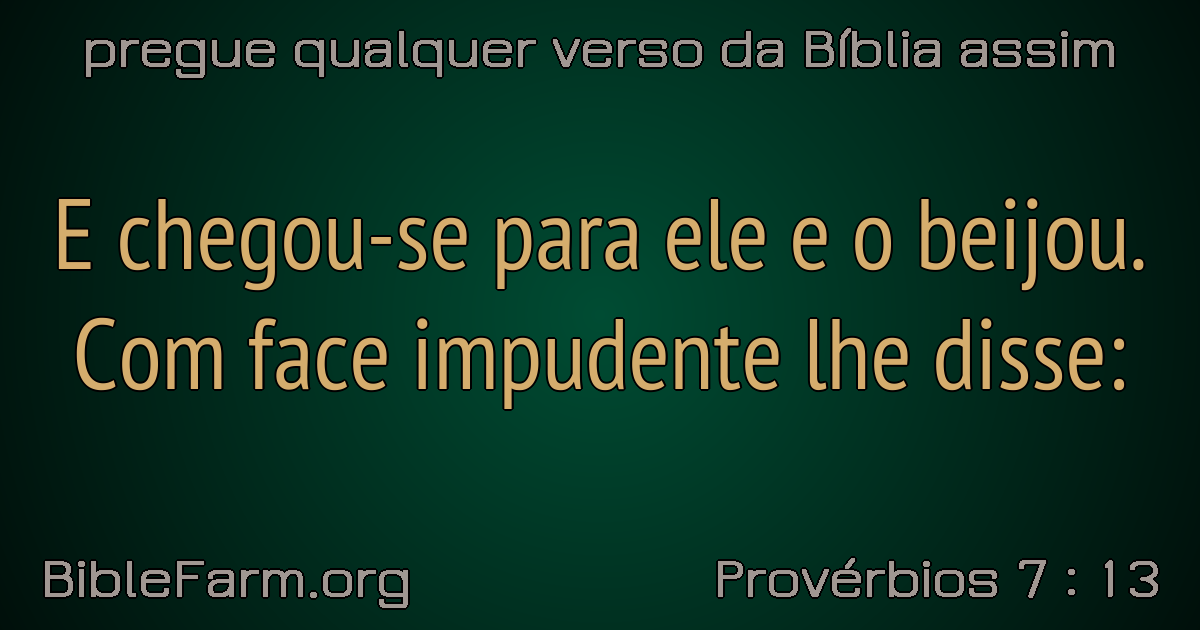 pregue qualquer verso da Bíblia assim
E chegou-se para ele e o beijou.
Com face impudente lhe disse:
BibleFarm.org
Provérbios 7 : 13